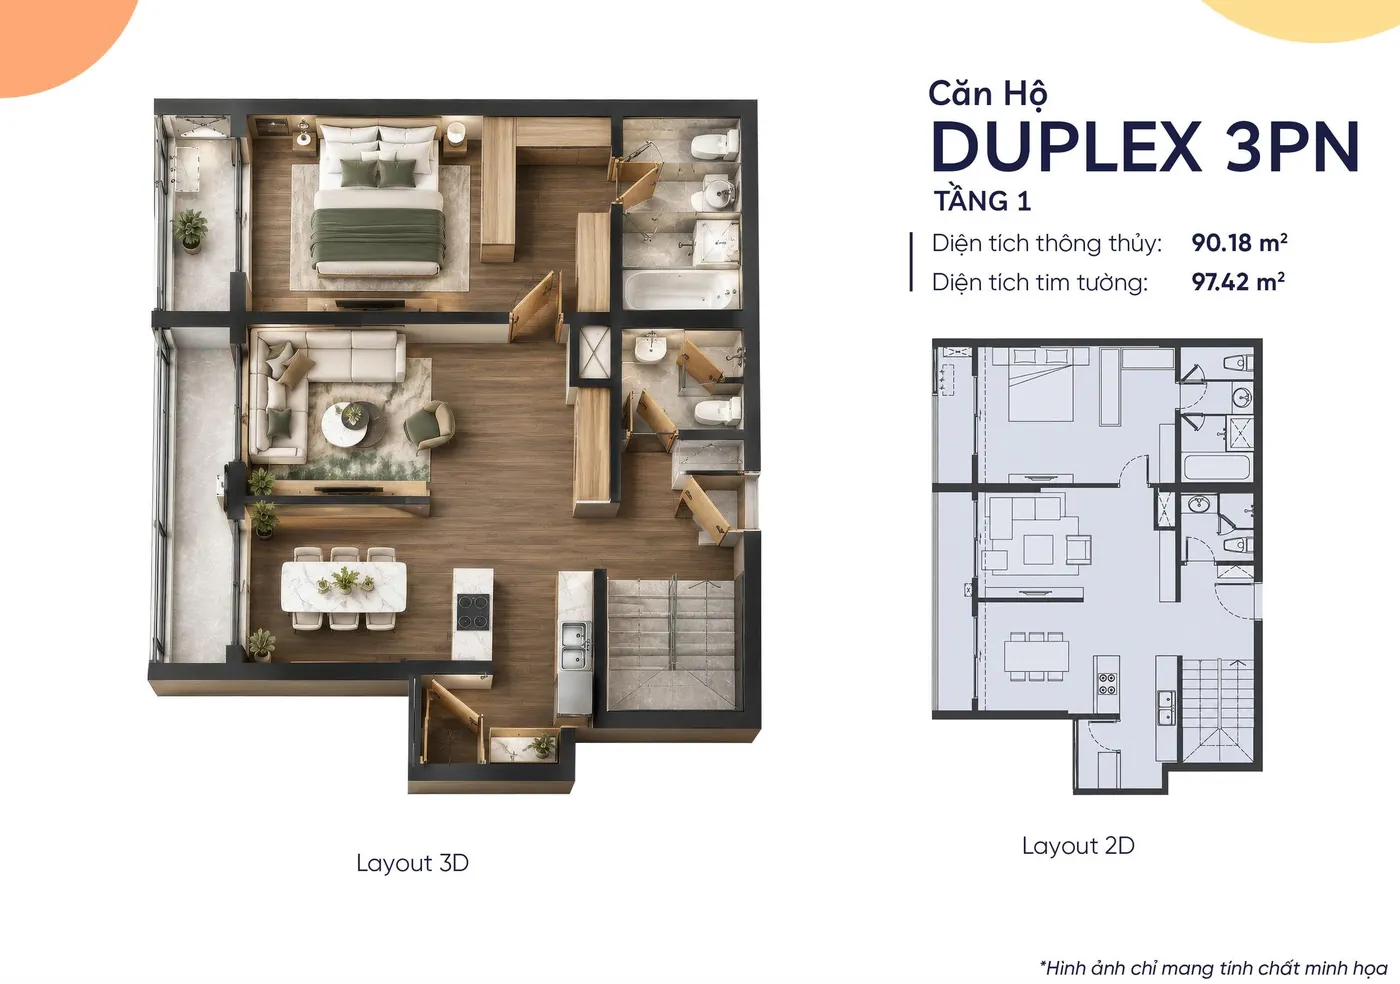 Căn Hộ
DUPLEX 3PN
TẦNG 1
Diện tích thông thủy: 90.18 m²
Diện tích tim tường: 97.42 m²
Layout 3D
Layout 2D
*Hình ảnh chỉ mang tính chất minh họa